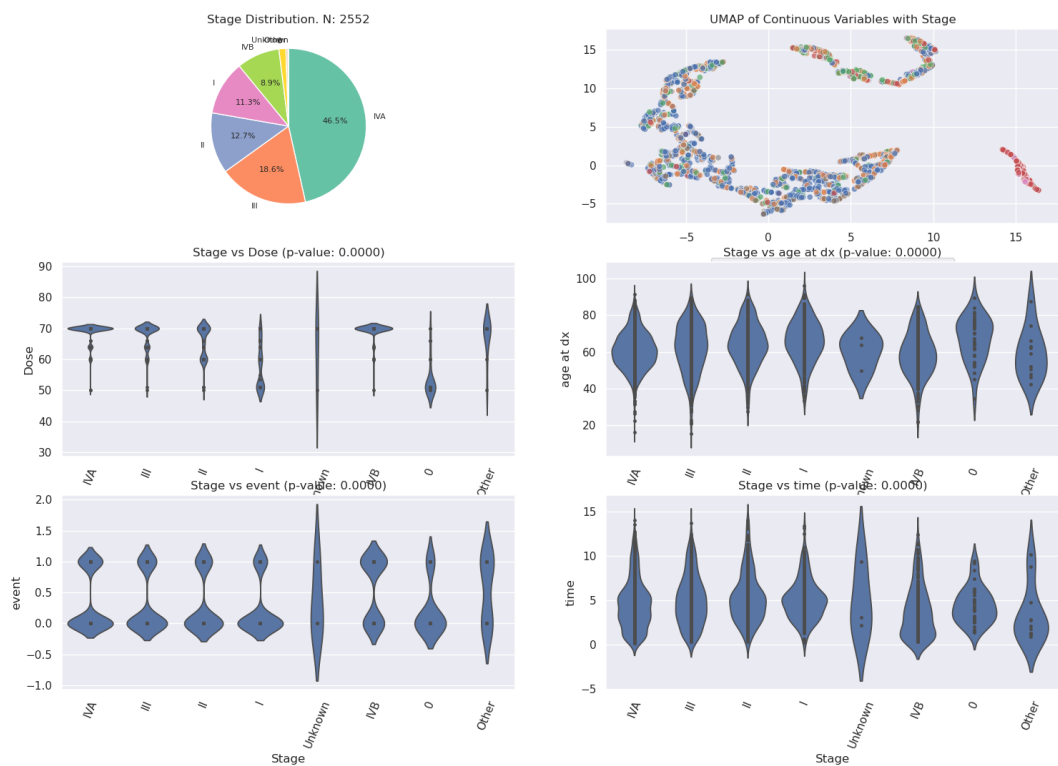 Stage Distribution. N: 2552
IVB
I
II
III
IVA
8.9%
11.3%
12.7%
18.6%
46.5%
UMAP of Continuous Variables with Stage
15
10
5
0
−5
−5 0 5 10 15
Stage vs Dose (p-value: 0.0000)
Dose
90
80
70
60
50
40
30
IVA III II I IVB 0 Other
Stage vs age at dx (p-value: 0.0000)
age at dx
100
80
60
40
20
IVA III II I IVB 0 Other
Stage vs event (p-value: 0.0000)
event
2.0
1.5
1.0
0.5
0.0
−0.5
−1.0
IVA III II I Unknown IVB 0 Other
Stage
Stage vs time (p-value: 0.0000)
time
15
10
5
0
−5
IVA III II I Unknown IVB 0 Other
Stage